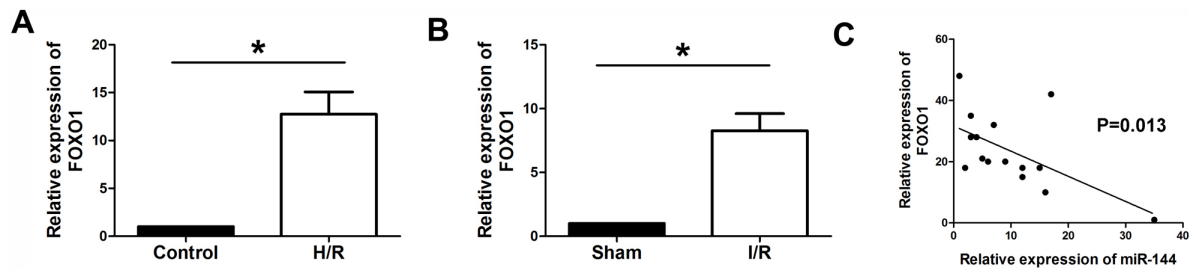 A
Relative expression of
FOXO1
20
15
10
5
0
*
Control
H/R
B
Relative expression of
FOXO1
15
10
5
0
*
Sham
I/R
C
Relative expression of
FOXO1
60
40
20
0
P=0.013
0
10
20
30
40
Relative expression of miR-144